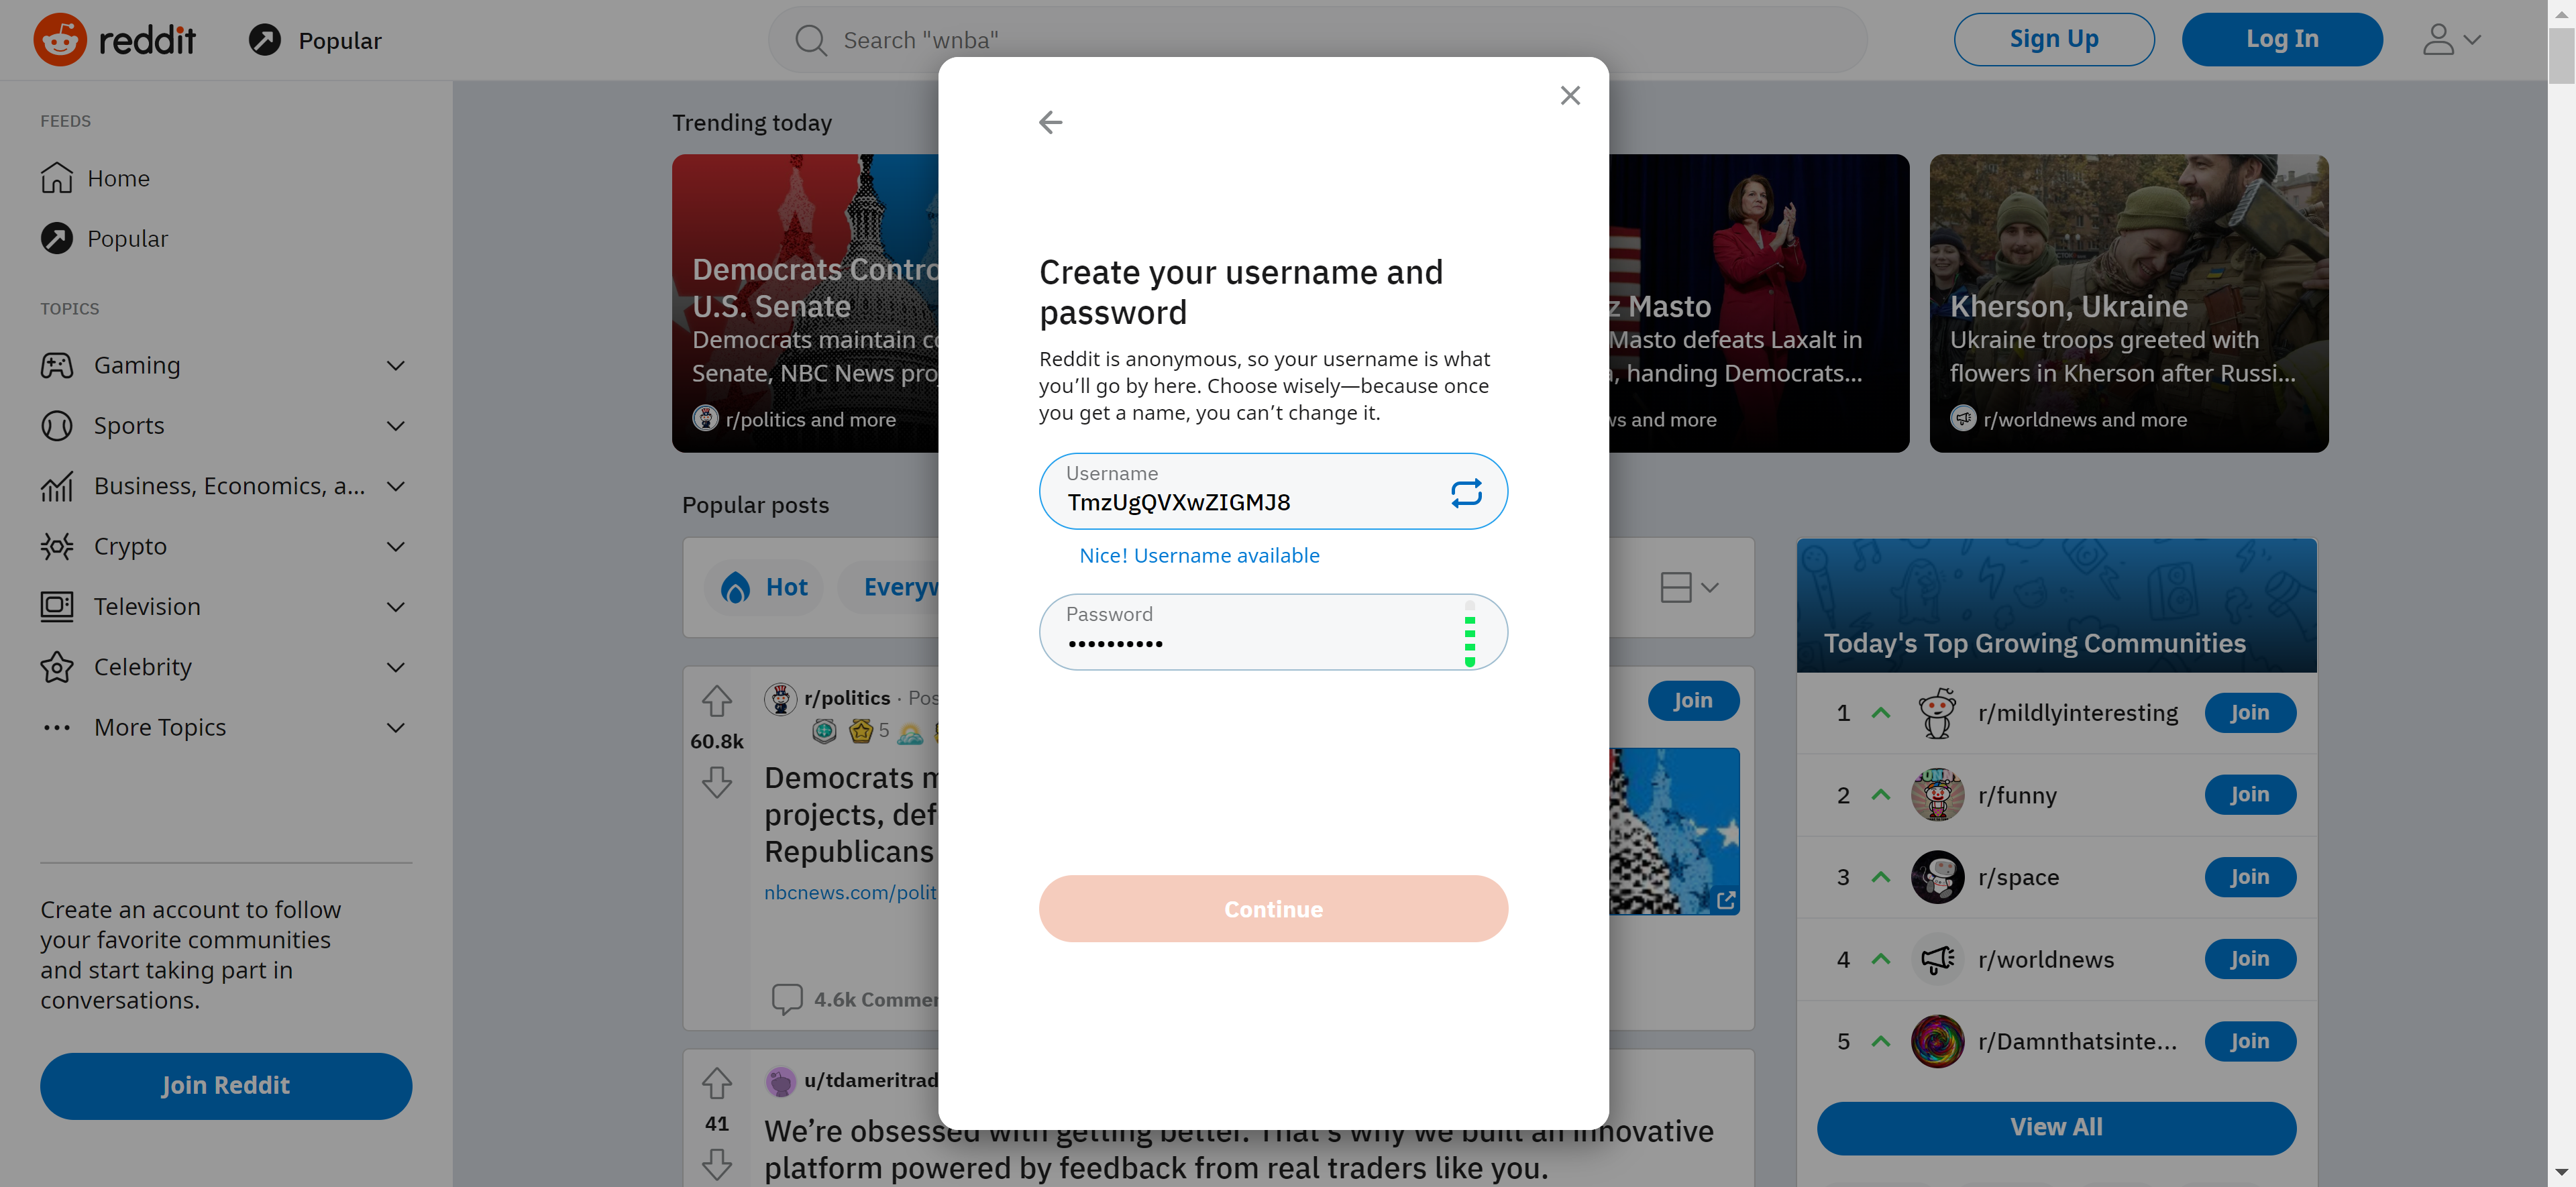 reddit
Popular
Search "wnba"
Sign Up
Log In
FEEDS
Home
Popular
TOPICS
Gaming
Sports
Business, Economics, a...
Crypto
Television
Celebrity
More Topics
Create an account to follow
your favorite communities
and start taking part in
conversations.
Join Reddit
Trending today
Democrats Contro
U.S. Senate
Democrats maintain
Senate, NBC News
r/politics and more
Masto
Masto defeats Laxalt in
, handing Democrats...
and more
Kherson, Ukraine
Ukraine troops greeted with
flowers in Kherson after Russi...
r/worldnews and more
Popular posts
Hot
Everyw
r/politics · Pos
5
60.8k
Democrats
projects, def
Republicans
nbcnews.com/polit
4.6k Commen
Join
u/tdameritrad
41
We’re obsessed with getting better. That’s why we built an innovative
platform powered by feedback from real traders like you.
Create your username and
password
Reddit is anonymous, so your username is what
you’ll go by here. Choose wisely—because once
you get a name, you can’t change it.
Username
TmzUgQVXwZIGMJ8
Nice! Username available
Password
Continue
Today's Top Growing Communities
1 r/mildlyinteresting Join
2 r/funny Join
3 r/space Join
4 r/worldnews Join
5 r/Damnthatsinte... Join
View All